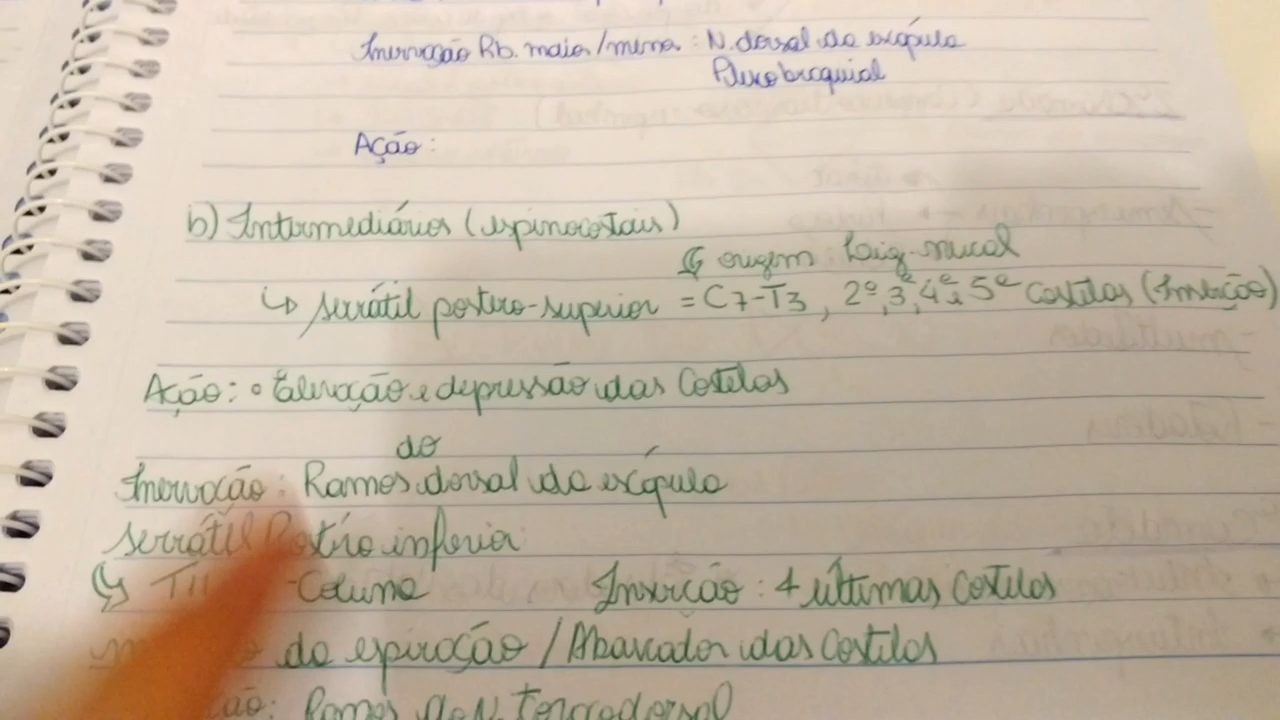 Inervação Rb. maior/menor: N. dorsal da escápula
Plexo braquial
Ação:
b) Intermediários (espinocostais)
origem: Lig. nucal
↳ serrátil postero-superior = C7-T3, 2º, 3º, 4º e 5º costelas (Inserção)
Ação: • Elevação e depressão das Costelas
do
Inervação: Ramos dorsal da escápula
serrátil Postero inferior
T11 -Coluna Inserção: 4 últimas costelas
da expiração / Abaixador das costelas
Ramos do N.